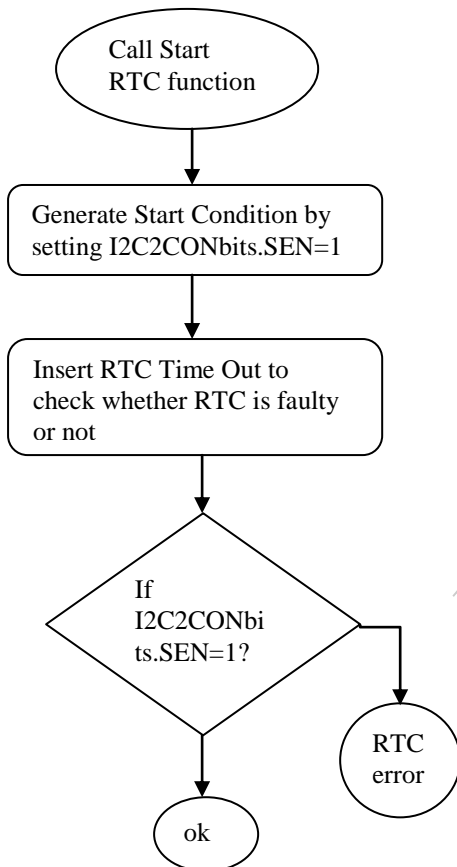 Call Start
RTC function
Generate Start Condition by
setting I2C2CONbits.SEN=1
Insert RTC Time Out to
check whether RTC is faulty
or not
If
I2C2CONbi
ts.SEN=1?
RTC
error
ok